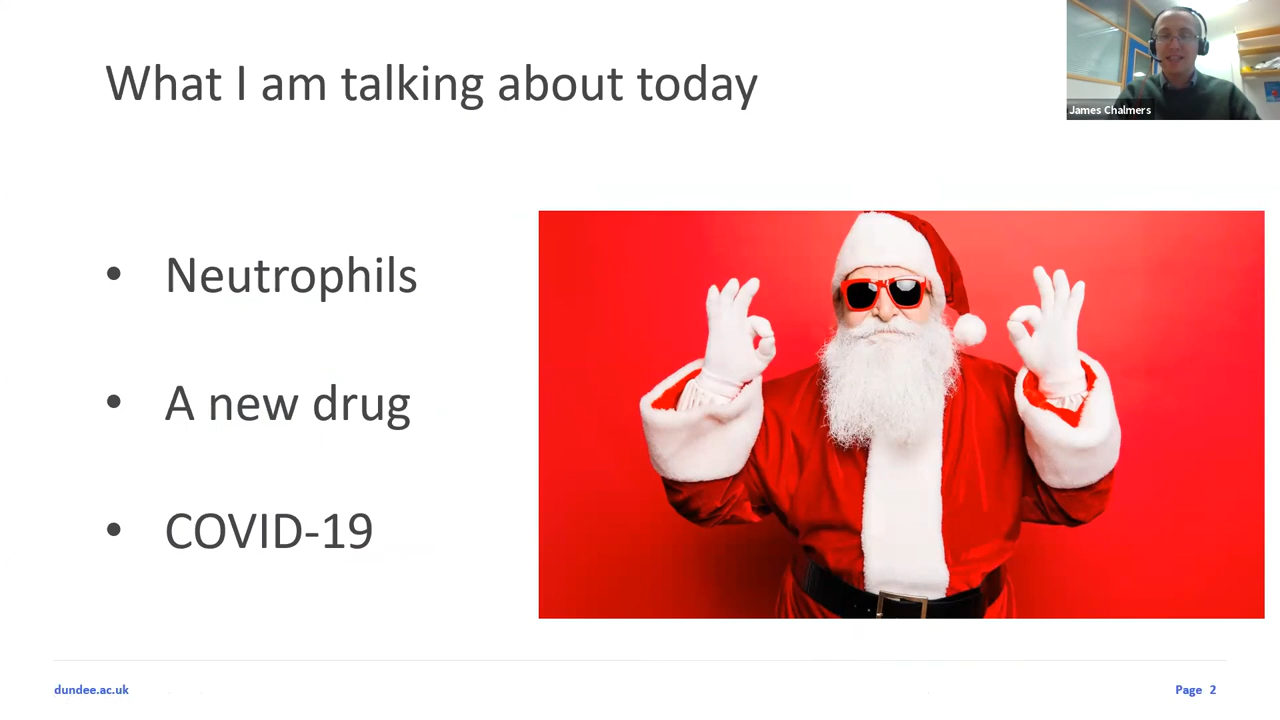 What I am talking about today
James Chalmers
• Neutrophils
• A new drug
• COVID-19
dundee.ac.uk
Page 2